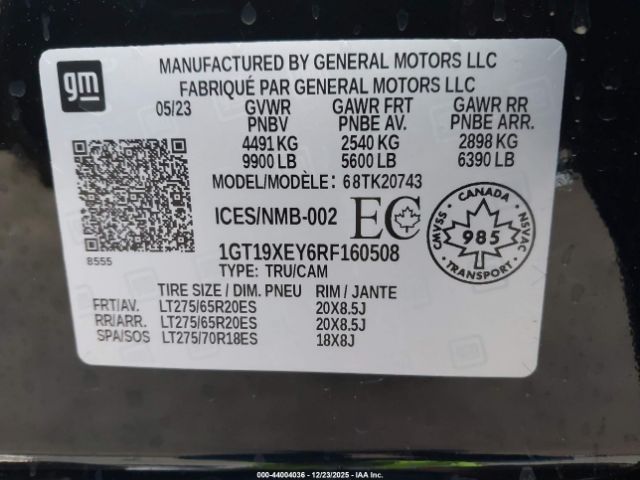 gm
MANUFACTURED BY GENERAL MOTORS LLC
FABRIQUÉ PAR GENERAL MOTORS LLC
05/23 GVWR GAWR FRT GAWR RR
PNBV PNBE AV. PNBE ARR.
4491 KG 2540 KG 2898 KG
9900 LB 5600 LB 6390 LB
MODEL/MODÈLE: 68TK20743
ICES/NMB-002 EC
CANADA
CMVSS 985 NSVAC
TRANSPORT
8555
1GT19XEY6RF160508
TYPE: TRU/CAM
TIRE SIZE / DIM. PNEU RIM / JANTE
FRT/AV. LT275/65R20ES 20X8.5J
RR/ARR. LT275/65R20ES 20X8.5J
SPA/SOS LT275/70R18ES 18X8J
000-44004036 - 12/23/2025 - IAA Inc.